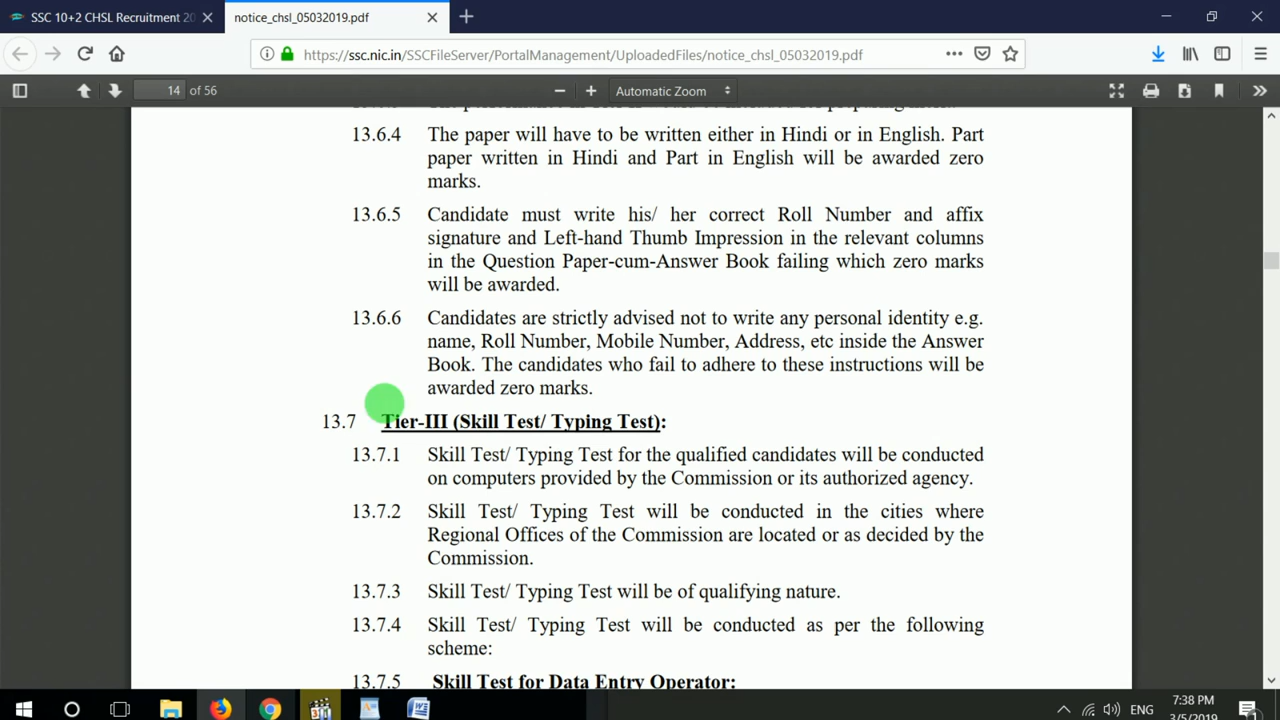 SSC 10+2 CHSL Recruitment 20
notice_chsl_05032019.pdf
https://ssc.nic.in/SSCFileServer/PortalManagement/UploadedFiles/notice_chsl_05032019.pdf
14 of 56
Automatic Zoom
13.6.4 The paper will have to be written either in Hindi or in English. Part
paper written in Hindi and Part in English will be awarded zero
marks.
13.6.5 Candidate must write his/ her correct Roll Number and affix
signature and Left-hand Thumb Impression in the relevant columns
in the Question Paper-cum-Answer Book failing which zero marks
will be awarded.
13.6.6 Candidates are strictly advised not to write any personal identity e.g.
name, Roll Number, Mobile Number, Address, etc inside the Answer
Book. The candidates who fail to adhere to these instructions will be
awarded zero marks.
13.7 Tier-III (Skill Test/ Typing Test):
13.7.1 Skill Test/ Typing Test for the qualified candidates will be conducted
on computers provided by the Commission or its authorized agency.
13.7.2 Skill Test/ Typing Test will be conducted in the cities where
Regional Offices of the Commission are located or as decided by the
Commission.
13.7.3 Skill Test/ Typing Test will be of qualifying nature.
13.7.4 Skill Test/ Typing Test will be conducted as per the following
scheme:
13.7.5 Skill Test for Data Entry Operator:
ENG
7:38 PM
3/5/2019